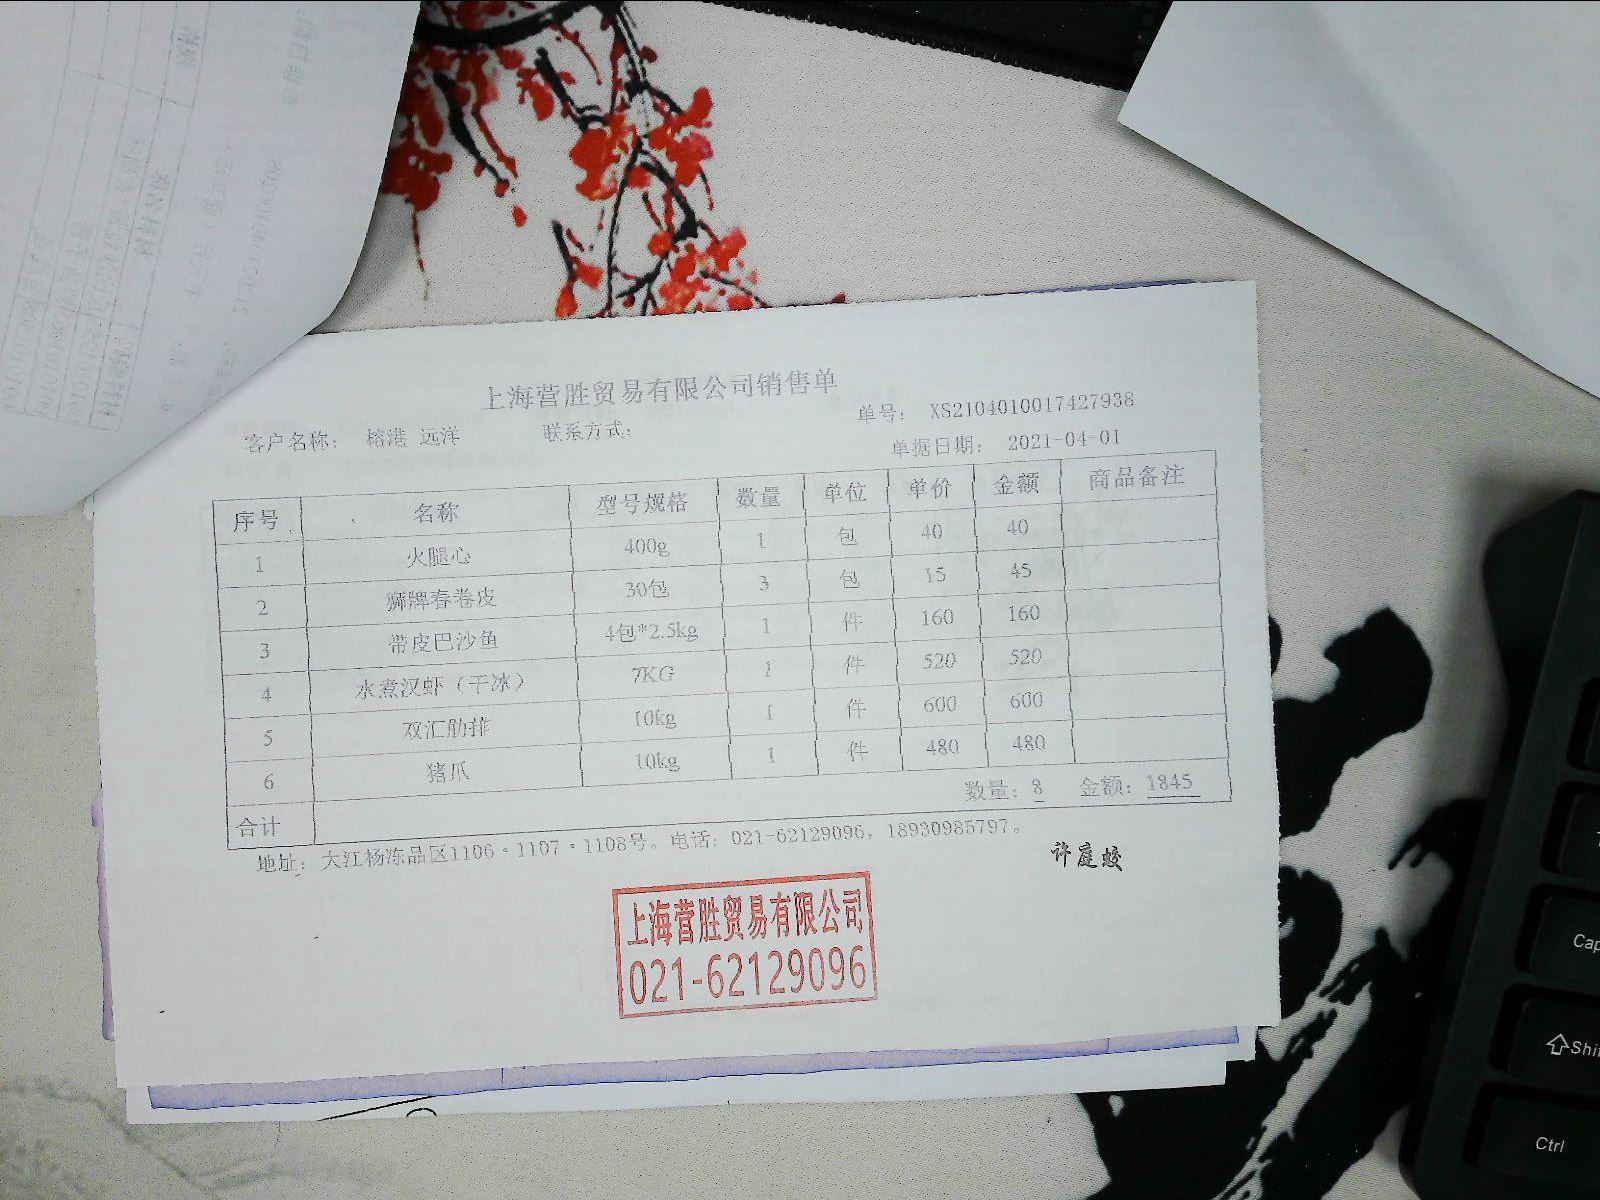 上海营胜贸易有限公司销售单
单号： XS2104010017427938
客户名称： 榕港 远洋 联系方式： 单据日期： 2021-04-01
序号 名称 型号规格 数量 单位 单价 金额 商品备注
1 火腿心 400g 1 包 40 40
2 狮牌春卷皮 30包 3 包 15 45
3 带皮巴沙鱼 4包*2.5kg 1 件 160 160
4 水煮汉虾（干冰） 7KG 1 件 520 520
5 双汇肋排 10kg 1 件 600 600
6 猪爪 10kg 1 件 480 480
合计 数量：8 金额：1845
地址： 大江杨冻品区1106·1107·1108号。电话：021-62129096，18930985797。
许庭蛟
上海营胜贸易有限公司
021-62129096
Cap
Shif
Ctrl